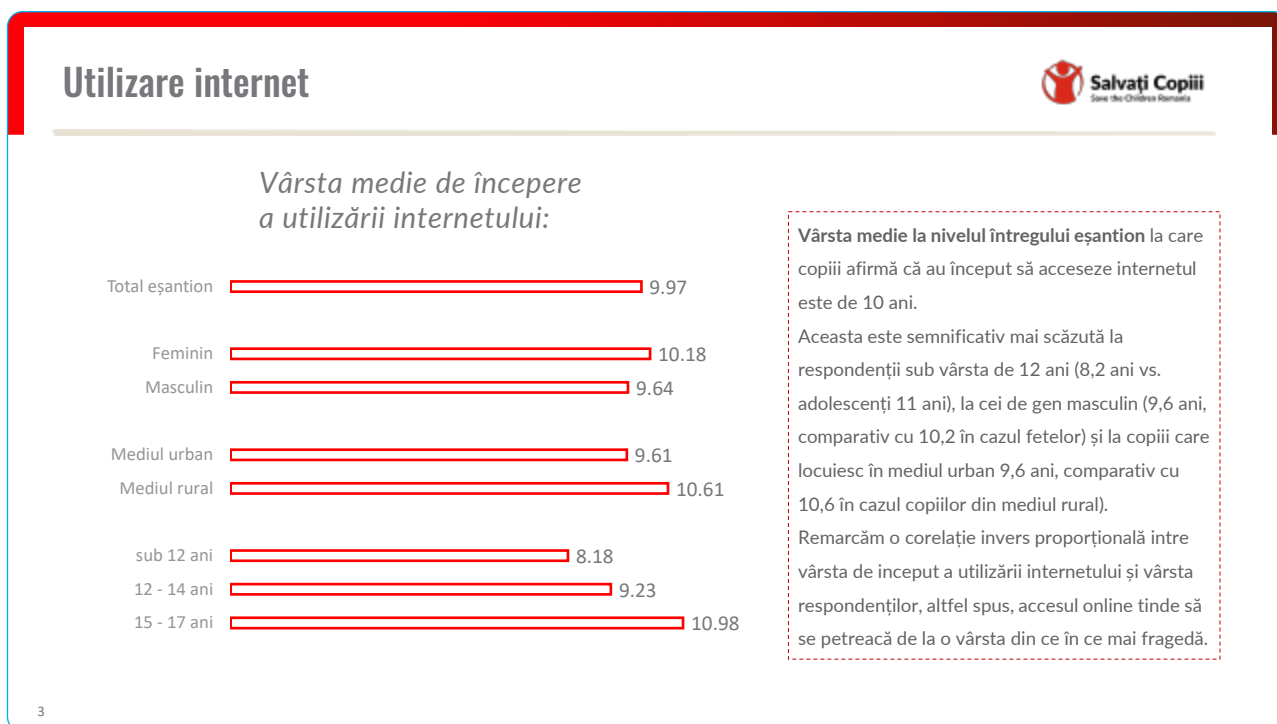 Utilizare internet
Salvați Copiii
Save the Children Romania
Vârsta medie de începere
a utilizării internetului:
Total eșantion 9.97
Feminin 10.18
Masculin 9.64
Mediul urban 9.61
Mediul rural 10.61
sub 12 ani 8.18
12 - 14 ani 9.23
15 - 17 ani 10.98
Vârsta medie la nivelul întregului eșantion la care
copiii afirmă că au început să acceseze internetul
este de 10 ani.
Aceasta este semnificativ mai scăzută la
respondenții sub vârsta de 12 ani (8,2 ani vs.
adolescenți 11 ani), la cei de gen masculin (9,6 ani,
comparativ cu 10,2 în cazul fetelor) și la copiii care
locuiesc în mediul urban 9,6 ani, comparativ cu
10,6 în cazul copiilor din mediul rural).
Remarcăm o corelație invers proporțională intre
vârsta de inceput a utilizării internetului și vârsta
respondenților, altfel spus, accesul online tinde să
se petreacă de la o vârsta din ce în ce mai fragedă.
3